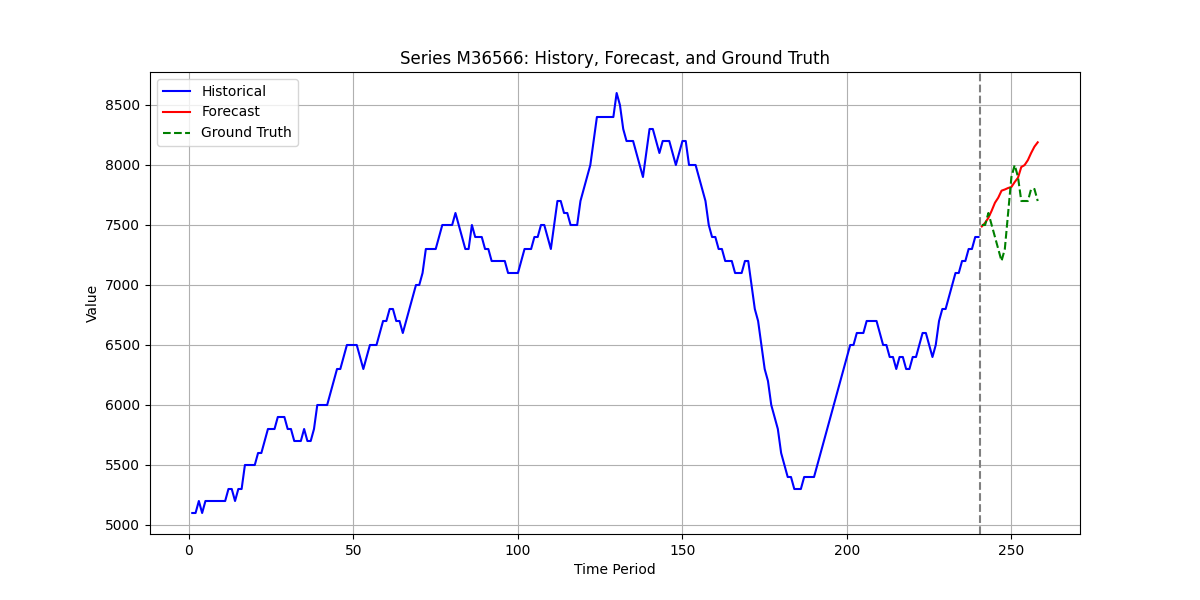 Series M36566: History, Forecast, and Ground Truth
Historical
Forecast
Ground Truth
8500
8000
7500
7000
6500
6000
5500
5000
Value
0 50 100 150 200 250
Time Period